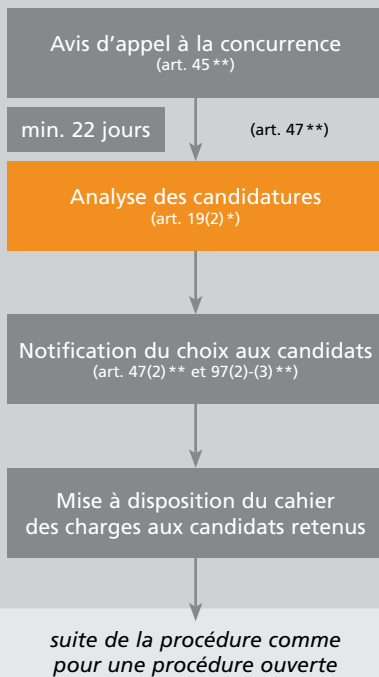 Avis d'appel à la concurrence
(art. 45**)
min. 22 jours
(art. 47**)
Analyse des candidatures
(art. 19(2)*)
Notification du choix aux candidats
(art. 47(2)** et 97(2)-(3)**)
Mise à disposition du cahier
des charges aux candidats retenus
suite de la procédure comme
pour une procédure ouverte